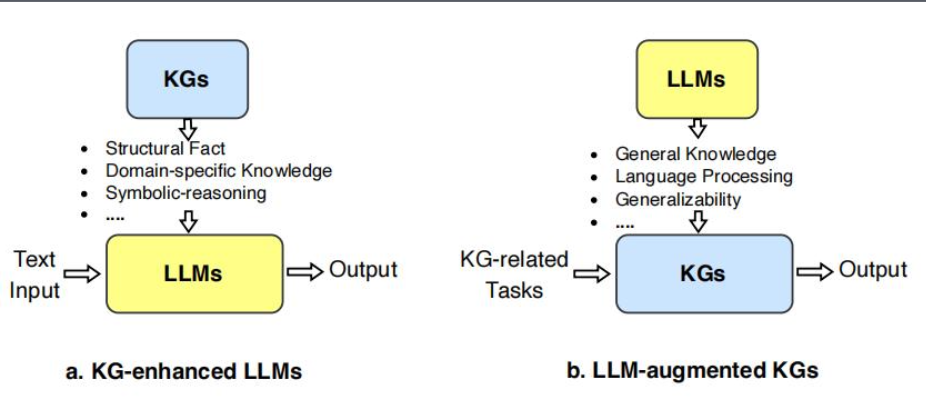 KGs
• Structural Fact
• Domain-specific Knowledge
• Symbolic-reasoning
• ....
Text
Input
LLMs
Output
a. KG-enhanced LLMs
LLMs
• General Knowledge
• Language Processing
• Generalizability
• ....
KG-related
Tasks
KGs
Output
b. LLM-augmented KGs